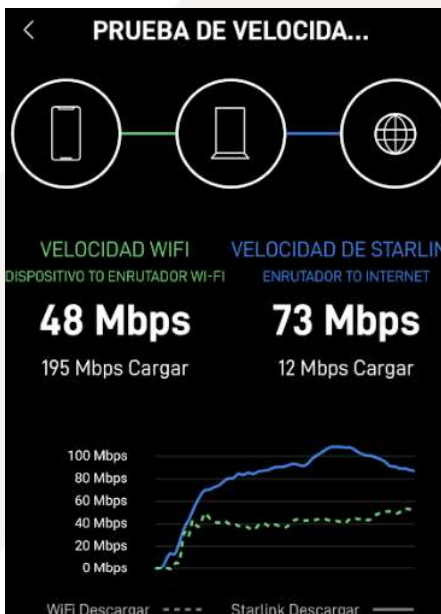 PRUEBA DE VELOCIDA...
VELOCIDAD WIFI
DISPOSITIVO TO ENRUTADOR WI-FI
48 Mbps
195 Mbps Cargar
VELOCIDAD DE STARLIN
ENRUTADOR TO INTERNET
73 Mbps
12 Mbps Cargar
100 Mbps
80 Mbps
60 Mbps
40 Mbps
20 Mbps
0 Mbps
WiFi Descargar
Starlink Descargar